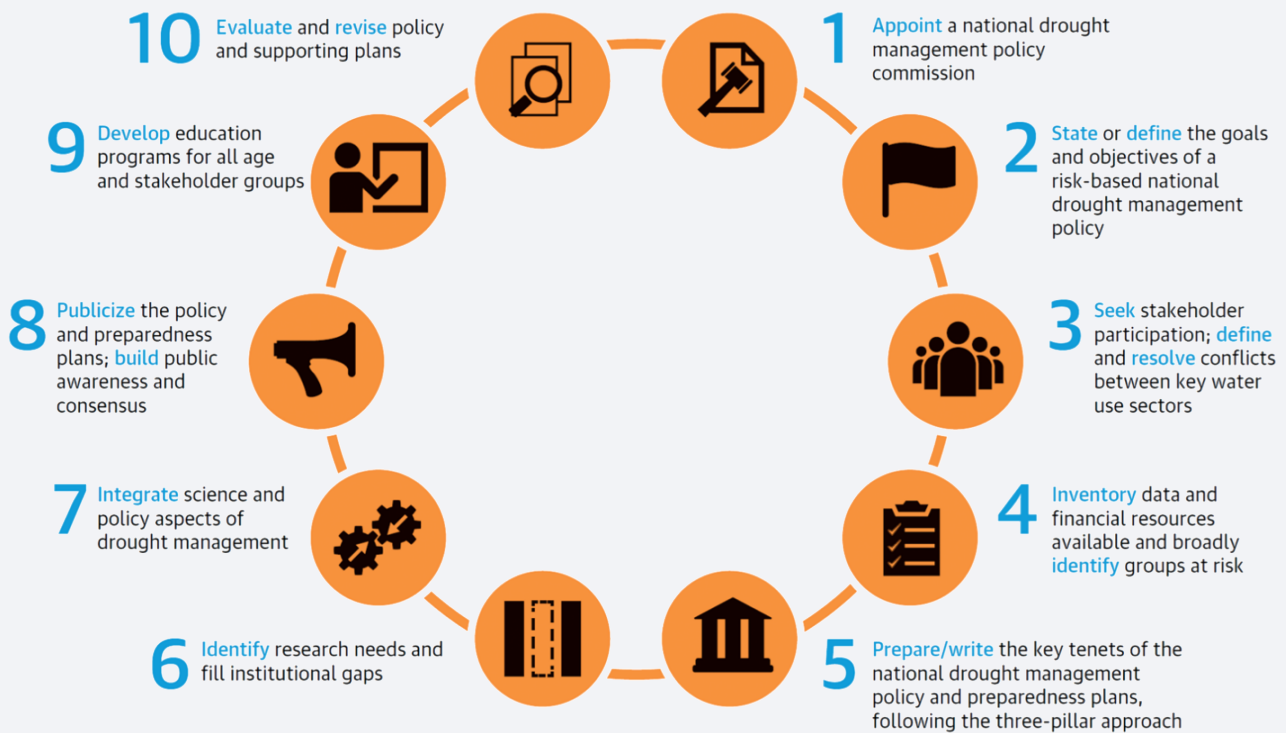 1
Appoint a national drought
management policy
commission
2
State or define the goals
and objectives of a
risk-based national
drought management
policy
3
Seek stakeholder
participation; define
and resolve conflicts
between key water
use sectors
4
Inventory data and
financial resources
available and broadly
identify groups at risk
5
Prepare/write the key tenets of the
national drought management
policy and preparedness plans,
following the three-pillar approach
6
Identify research needs and
fill institutional gaps
7
Integrate science and
policy aspects of
drought management
8
Publicize the policy
and preparedness
plans; build public
awareness and
consensus
9
Develop education
programs for all age
and stakeholder groups
10
Evaluate and revise policy
and supporting plans